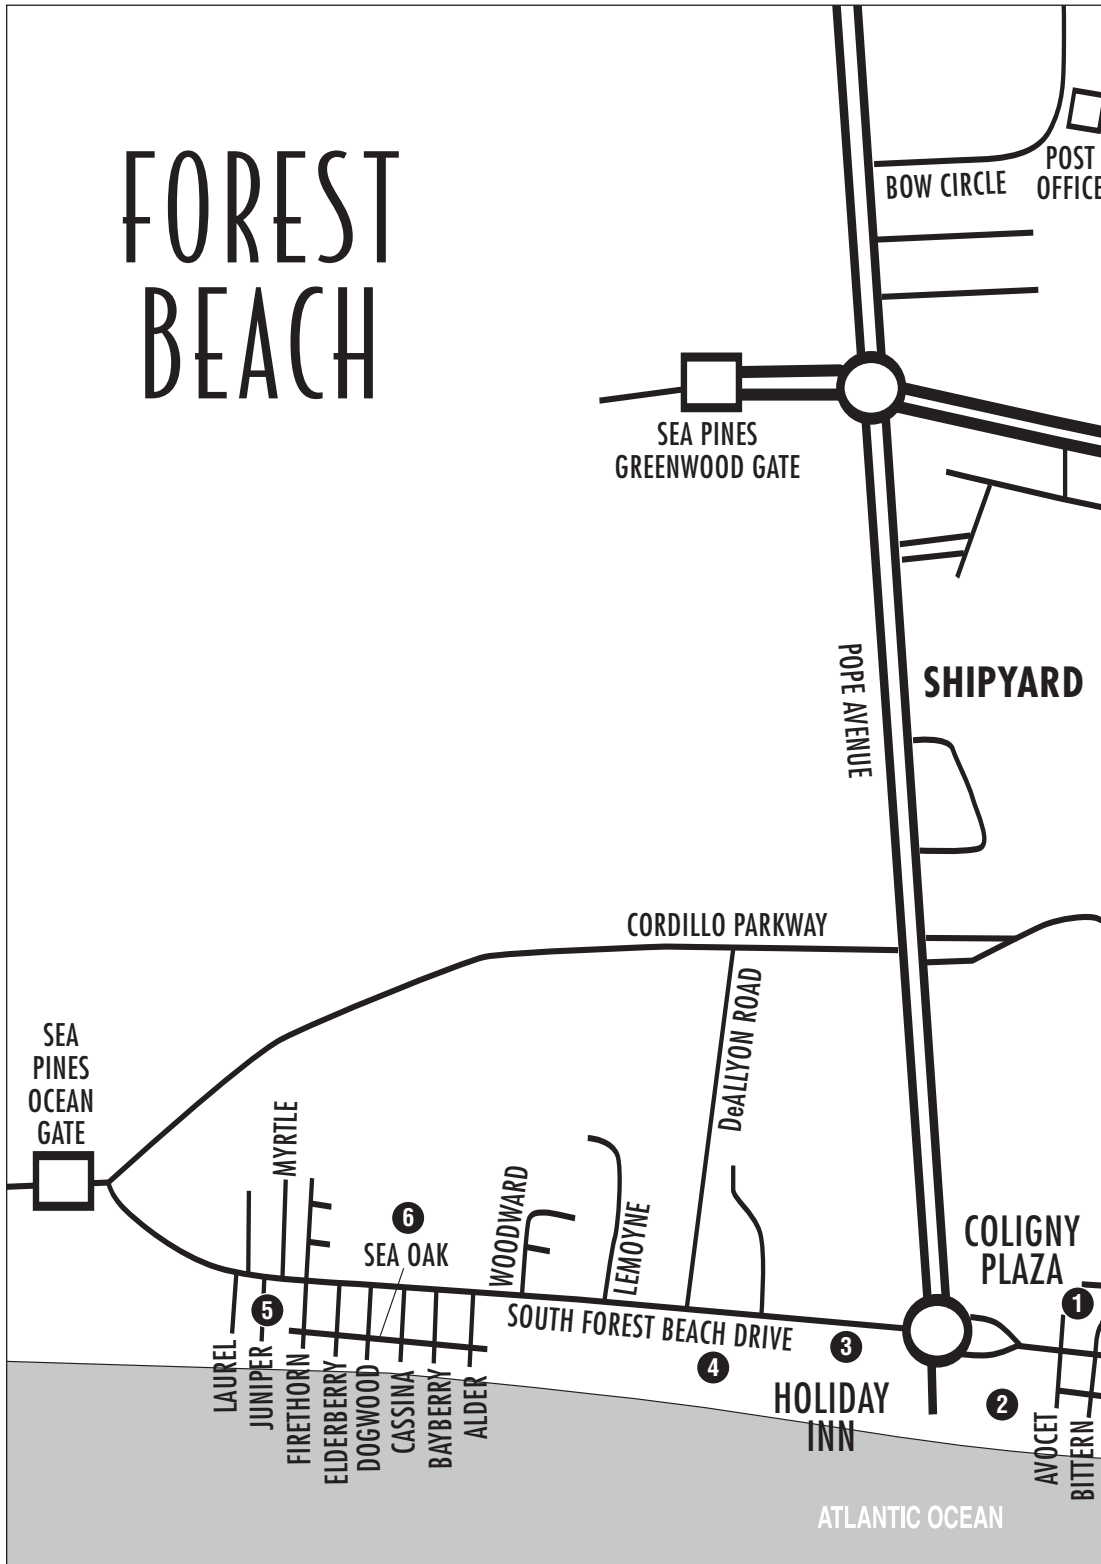 FOREST
BEACH
POST
OFFICE
BOW CIRCLE
SEA PINES
GREENWOOD GATE
POPE AVENUE
SHIPYARD
CORDILLO PARKWAY
DeALLYON ROAD
SEA
PINES
OCEAN
GATE
MYRTLE
6
SEA OAK
WOODWARD
LEMOYNE
COLIGNY
PLAZA
1
5
SOUTH FOREST BEACH DRIVE
3
4
2
HOLIDAY
INN
LAUREL
JUNIPER
FIRETHORN
ELDERBERRY
DOGWOOD
CASSINA
BAYBERRY
ALDER
AVOCET
BITTERN
ATLANTIC OCEAN